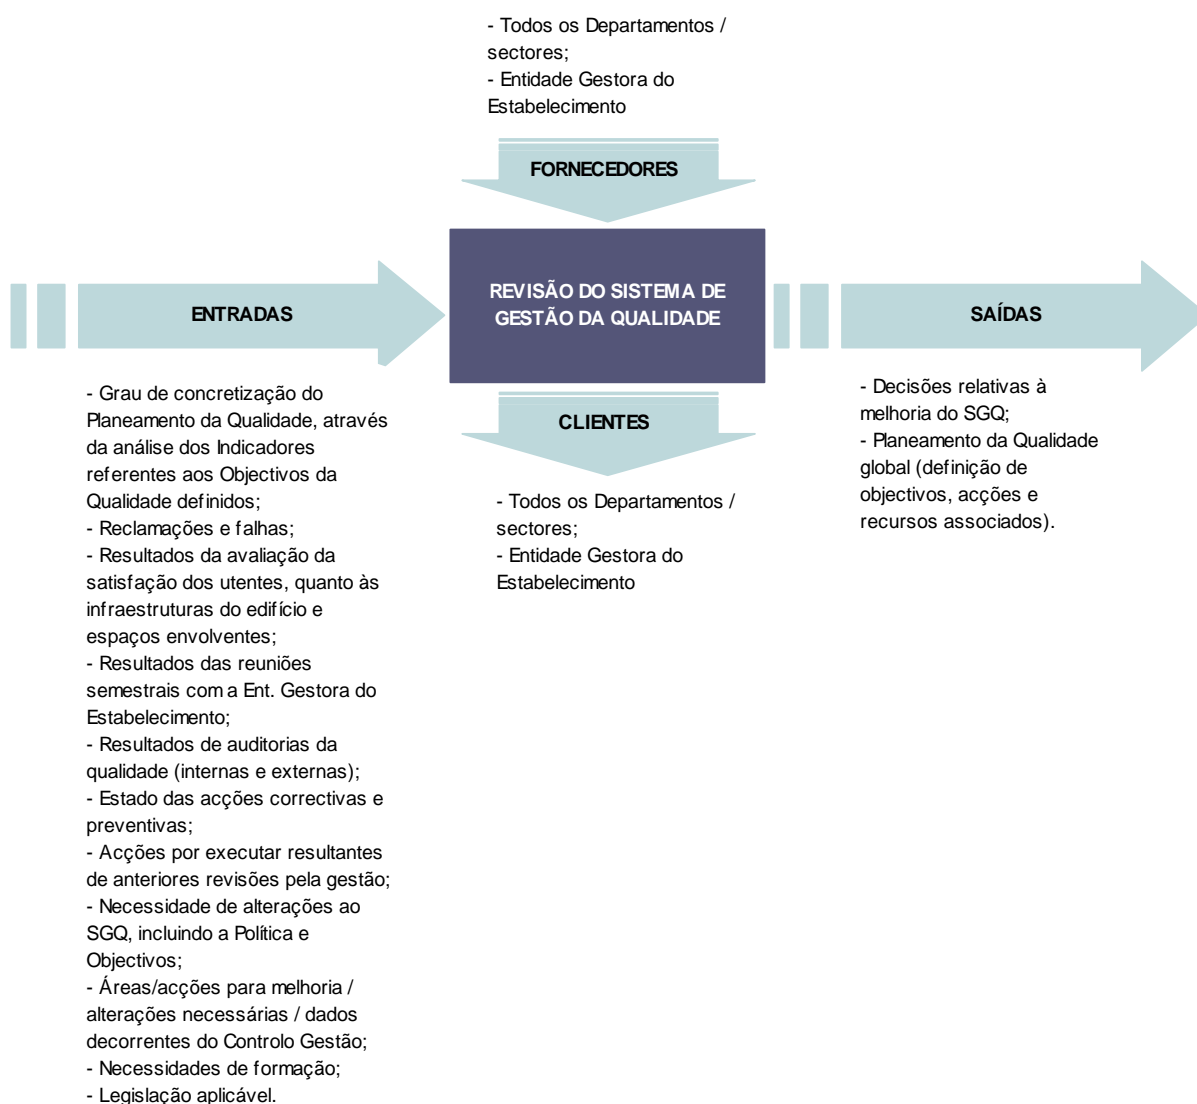 - Todos os Departamentos /
sectores;
- Entidade Gestora do
Estabelecimento
FORNECEDORES
REVISÃO DO SISTEMA DE
GESTÃO DA QUALIDADE
ENTRADAS
SAÍDAS
- Grau de concretização do
Planeamento da Qualidade, através
da análise dos Indicadores
referentes aos Objectivos da
Qualidade definidos;
- Reclamações e falhas;
- Resultados da avaliação da
satisfação dos utentes, quanto às
infraestruturas do edifício e
espaços envolventes;
- Resultados das reuniões
semestrais com a Ent. Gestora do
Estabelecimento;
- Resultados de auditorias da
qualidade (internas e externas);
- Estado das acções correctivas e
preventivas;
- Acções por executar resultantes
de anteriores revisões pela gestão;
- Necessidade de alterações ao
SGQ, incluindo a Política e
Objectivos;
- Áreas/acções para melhoria /
alterações necessárias / dados
decorrentes do Controlo Gestão;
- Necessidades de formação;
- Legislação aplicável.
CLIENTES
- Todos os Departamentos /
sectores;
- Entidade Gestora do
Estabelecimento
- Decisões relativas à
melhoria do SGQ;
- Planeamento da Qualidade
global (definição de
objectivos, acções e
recursos associados).